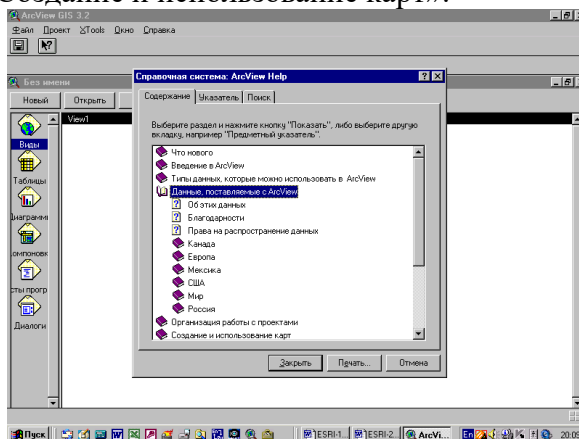 Создание и использование карт».
ArcView GIS 3.2
Файл Проект XTools Окно Справка
Без имени
Новый Открыть
View1
Виды
Таблицы
Диаграммы
Компоновк
сты прогр
Диалоги
Справочная система: ArcView Help
Содержание Указатель Поиск
Выберите раздел и нажмите кнопку "Показать", либо выберите другую
вкладку, например "Предметный указатель".
Что нового
Введение в ArcView
Типы данных, которые можно использовать в ArcView
Данные, поставляемые с ArcView
Об этих данных
Благодарности
Права на распространение данных
Канада
Европа
Мексика
США
Мир
Россия
Организация работы с проектами
Создание и использование карт
Закрыть Печать... Отмена
Пуск ESRI-1... ESRI-2... ArcVi... En 20:09